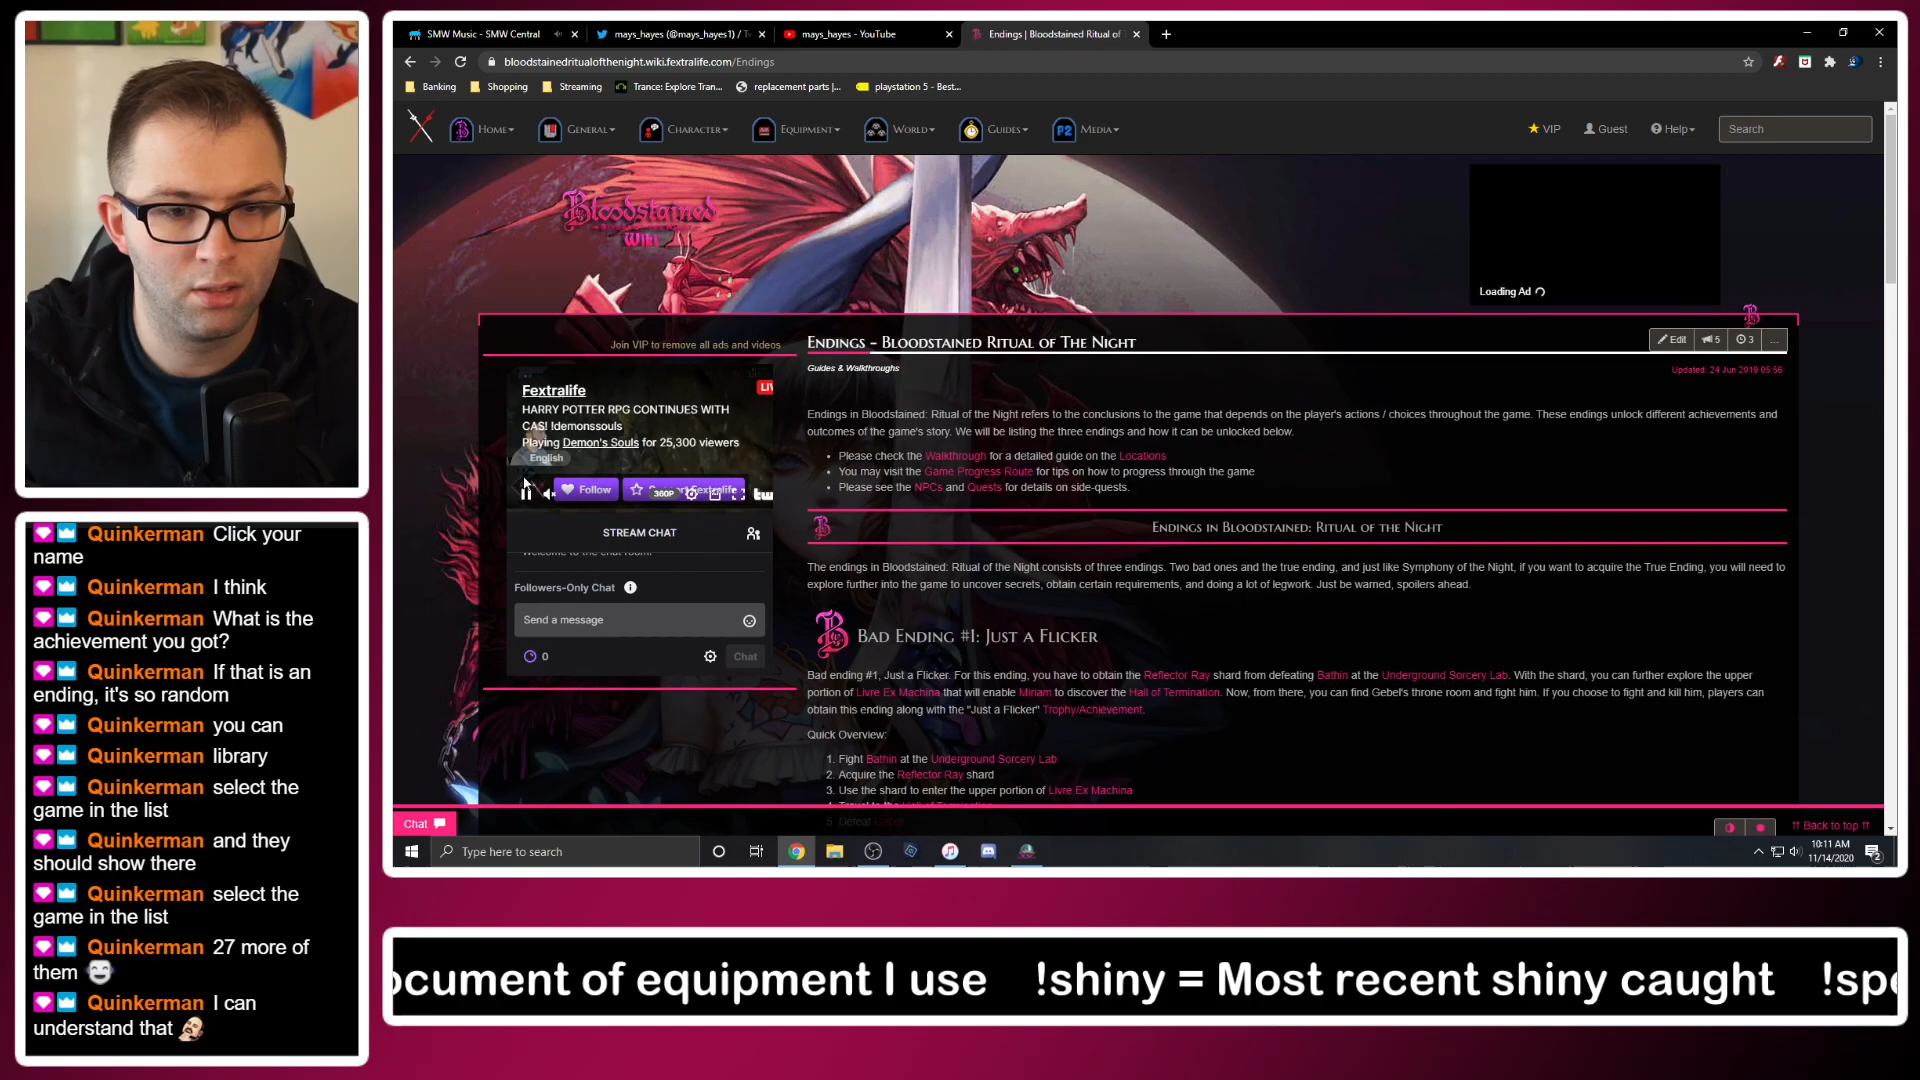 SMW Music - SMW Central
mays_hayes (@mays_hayes1) / Tw
mays_hayes - YouTube
Endings | Bloodstained Ritual of T
bloodstainedritualofthenight.wiki.fextralife.com/Endings
Banking
Shopping
Streaming
Trance: Explore Tran...
replacement parts |...
playstation 5 - Best...
HOME
GENERAL
CHARACTER
EQUIPMENT
WORLD
GUIDES
MEDIA
VIP
Guest
Help
Search
Bloodstained
Wiki
Loading Ad
Join VIP to remove all ads and videos
Fextralife
LIV
HARRY POTTER RPG CONTINUES WITH
CAS! !demonssouls
Playing Demon's Souls for 25,300 viewers
English
Follow
360P
STREAM CHAT
Welcome to the chat room!
Followers-Only Chat
Send a message
0
Chat
ENDINGS - BLOODSTAINED RITUAL OF THE NIGHT
Edit
5
3
...
Guides & Walkthroughs
Updated: 24 Jun 2019 05:56
Endings in Bloodstained: Ritual of the Night refers to the conclusions to the game that depends on the player's actions / choices throughout the game. These endings unlock different achievements and
outcomes of the game's story. We will be listing the three endings and how it can be unlocked below.
Please check the Walkthrough for a detailed guide on the Locations
You may visit the Game Progress Route for tips on how to progress through the game
Please see the NPCs and Quests for details on side-quests.
ENDINGS IN BLOODSTAINED: RITUAL OF THE NIGHT
The endings in Bloodstained: Ritual of the Night consists of three endings. Two bad ones and the true ending, and just like Symphony of the Night, if you want to acquire the True Ending, you will need to
explore further into the game to uncover secrets, obtain certain requirements, and doing a lot of legwork. Just be warned, spoilers ahead.
BAD ENDING #1: JUST A FLICKER
Bad ending #1, Just a Flicker. For this ending, you have to obtain the Reflector Ray shard from defeating Bathin at the Underground Sorcery Lab. With the shard, you can further explore the upper
portion of Livre Ex Machina that will enable Miriam to discover the Hall of Termination. Now, from there, you can find Gebel's throne room and fight him. If you choose to fight and kill him, players can
obtain this ending along with the "Just a Flicker" Trophy/Achievement.
Quick Overview:
1. Fight Bathin at the Underground Sorcery Lab
2. Acquire the Reflector Ray shard
3. Use the shard to enter the upper portion of Livre Ex Machina
4. Travel to the Hall of Termination
5. Defeat
Chat
↑↑ Back to top ↑↑
Type here to search
10:11 AM
11/14/2020
2
Quinkerman Click your
name
Quinkerman I think
Quinkerman What is the
achievement you got?
Quinkerman If that is an
ending, it's so random
Quinkerman you can
Quinkerman library
Quinkerman select the
game in the list
Quinkerman and they
should show there
Quinkerman select the
game in the list
Quinkerman 27 more of
them
Quinkerman I can
understand that
ocument of equipment I use !shiny = Most recent shiny caught !spe